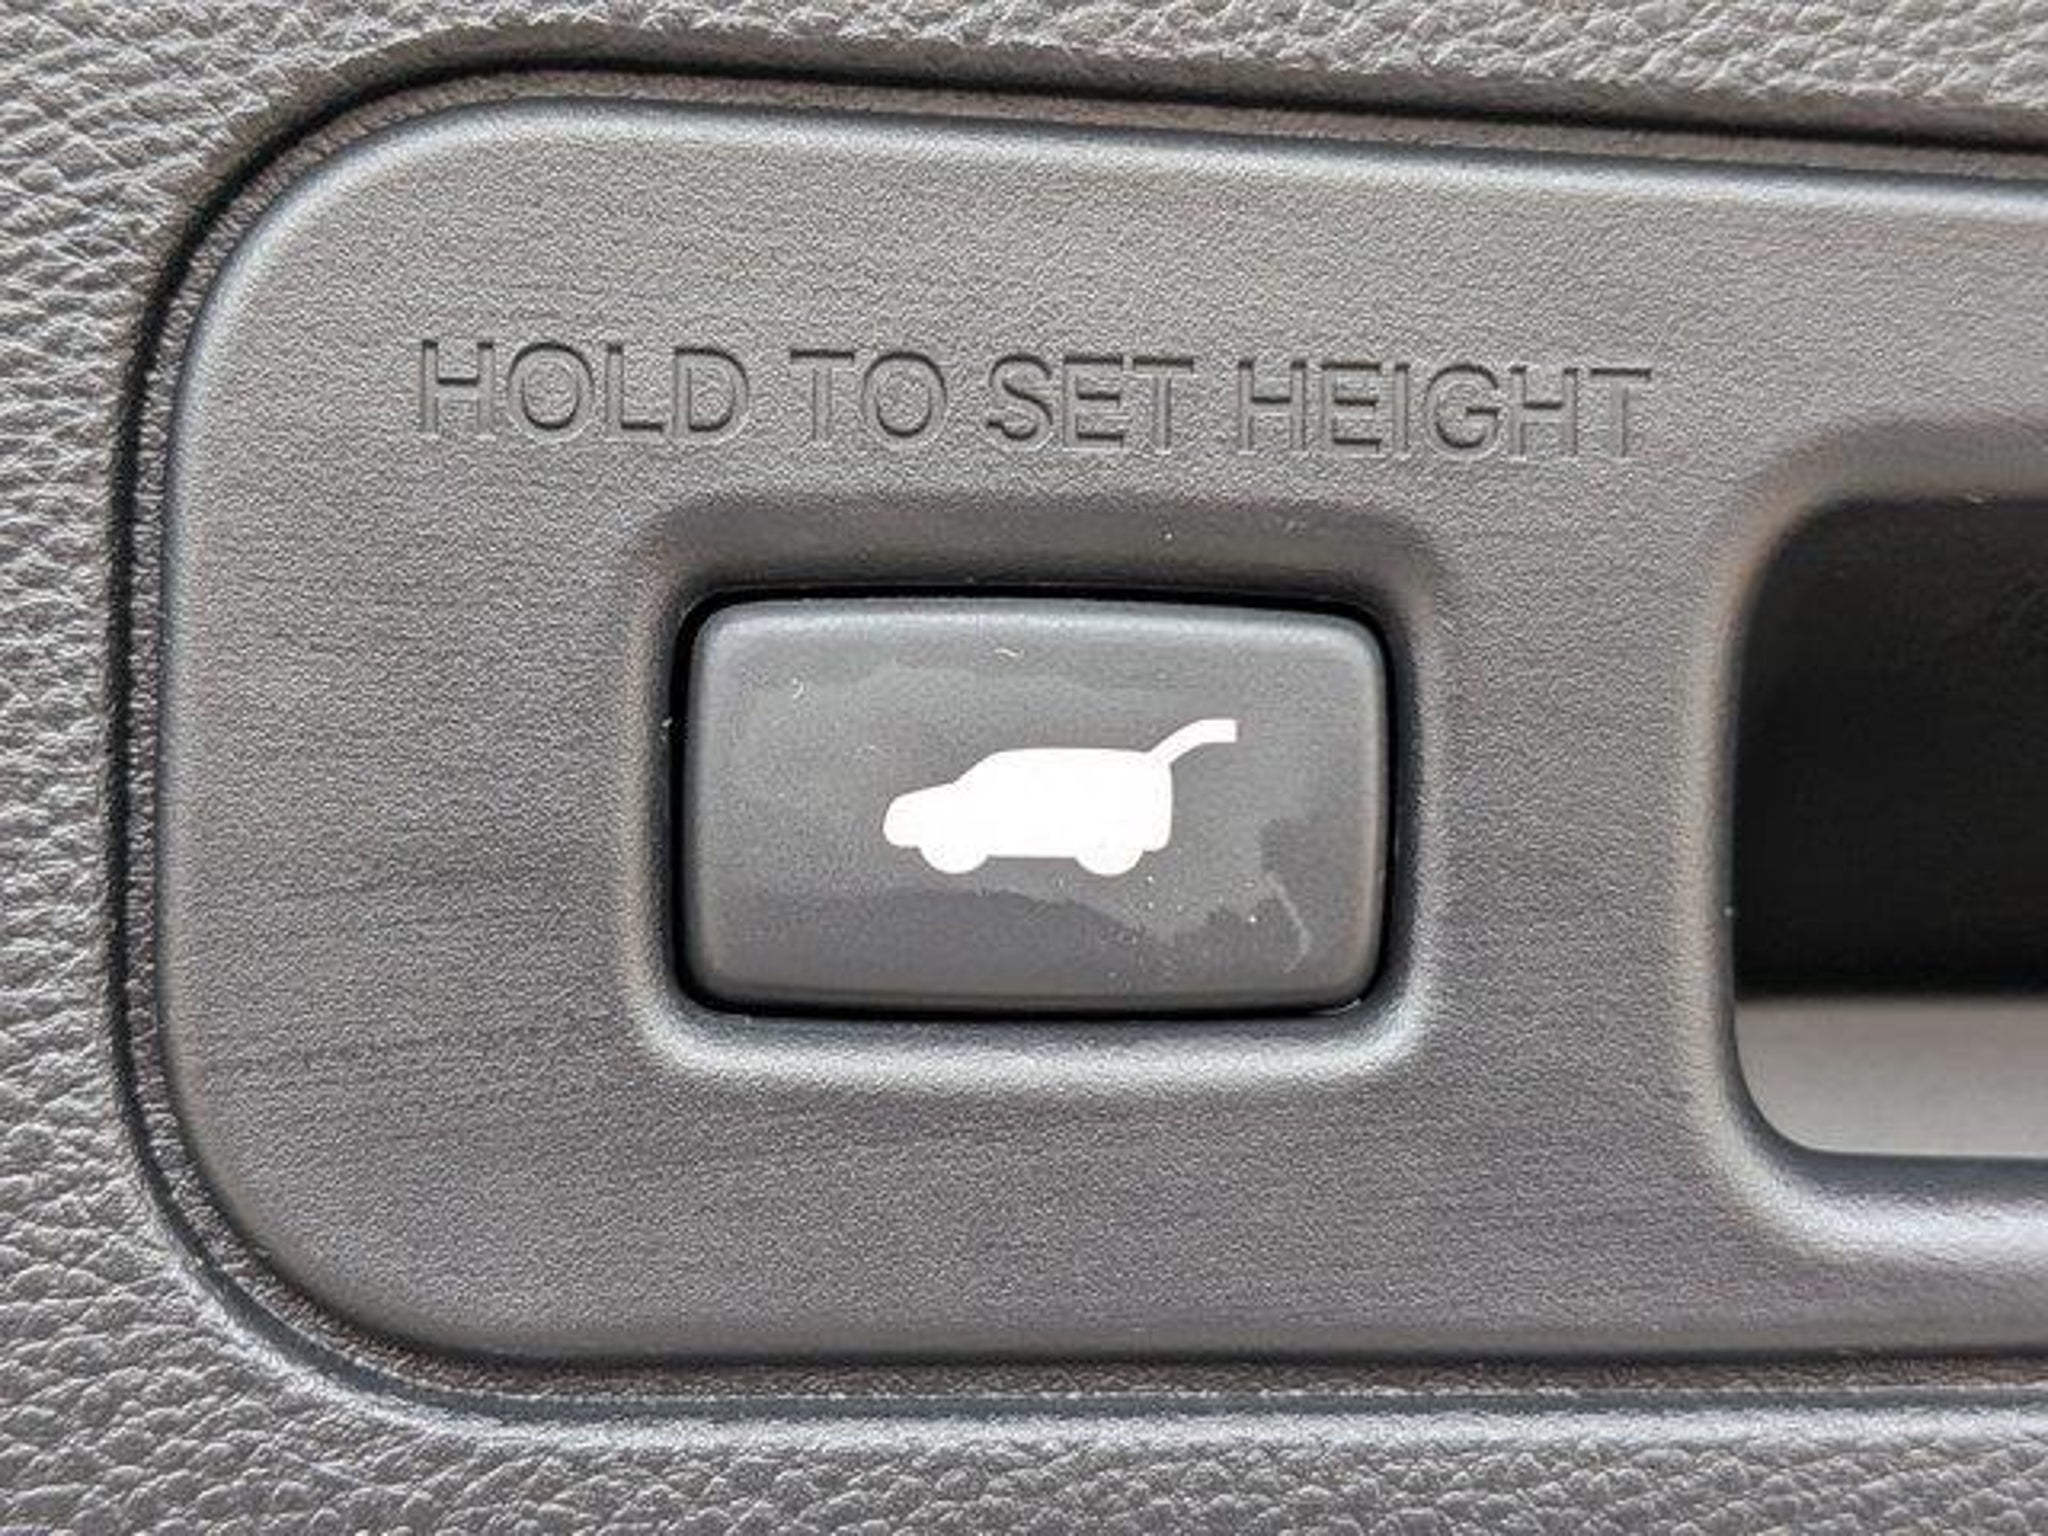 HOLD TO SET HEIGHT